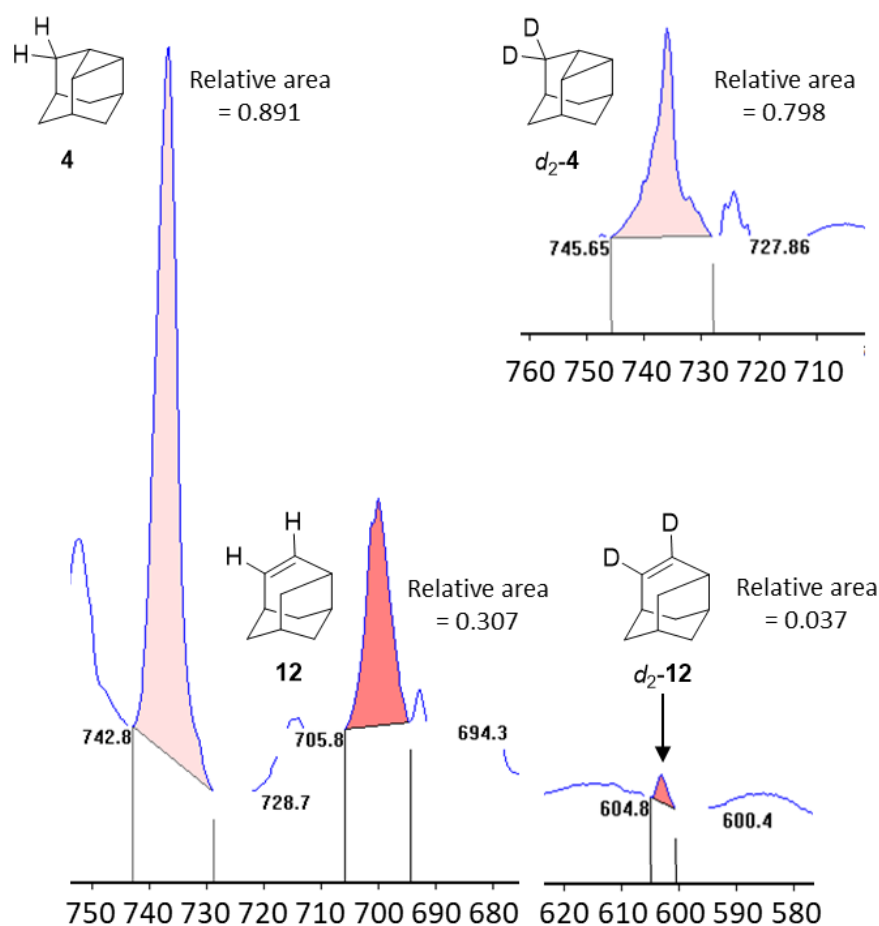 H
H
Relative area
= 0.891
4
D
D
Relative area
= 0.798
d₂-4
745.65
727.86
760 750 740 730 720 710
H
H
Relative area
= 0.307
12
742.8
728.7
705.8
694.3
750 740 730 720 710 700 690 680
D
D
Relative area
= 0.037
d₂-12
604.8
600.4
620 610 600 590 580